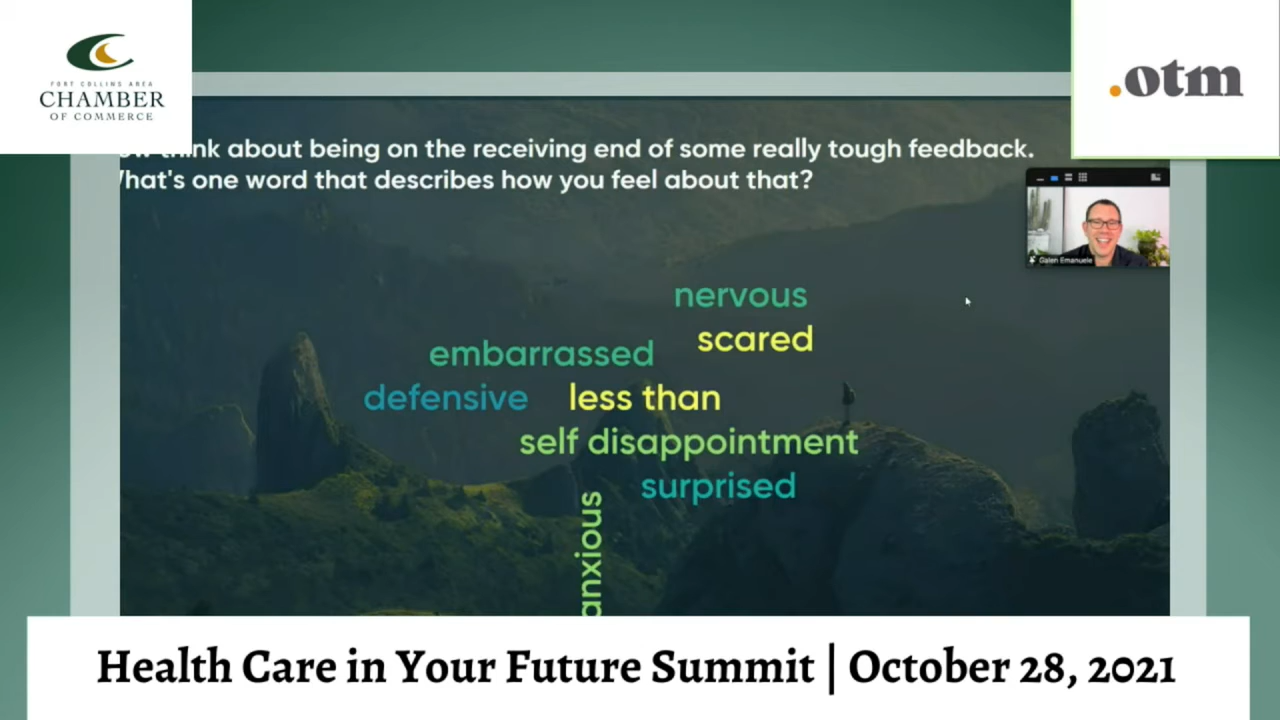 FORT COLLINS AREA
CHAMBER
OF COMMERCE
.otm
think about being on the receiving end of some really tough feedback.
What's one word that describes how you feel about that?
Galen Emanuele
nervous
scared
embarrassed
defensive
less than
self disappointment
surprised
anxious
Health Care in Your Future Summit | October 28, 2021